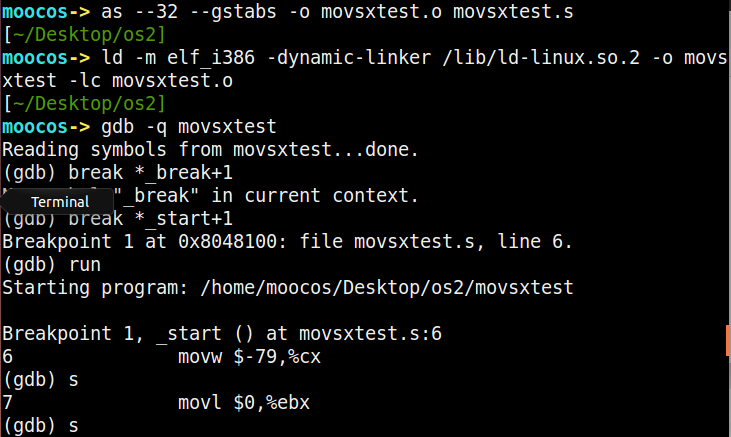 moocos-> as --32 --gstabs -o movsxtest.o movsxtest.s
[~/Desktop/os2]
moocos-> ld -m elf_i386 -dynamic-linker /lib/ld-linux.so.2 -o movs
xtest -lc movsxtest.o
[~/Desktop/os2]
moocos-> gdb -q movsxtest
Reading symbols from movsxtest...done.
(gdb) break *_break+1
"_break" in current context.
Terminal
(gdb) break *_start+1
Breakpoint 1 at 0x8048100: file movsxtest.s, line 6.
(gdb) run
Starting program: /home/moocos/Desktop/os2/movsxtest
Breakpoint 1, _start () at movsxtest.s:6
6 movw $-79,%cx
(gdb) s
7 movl $0,%ebx
(gdb) s